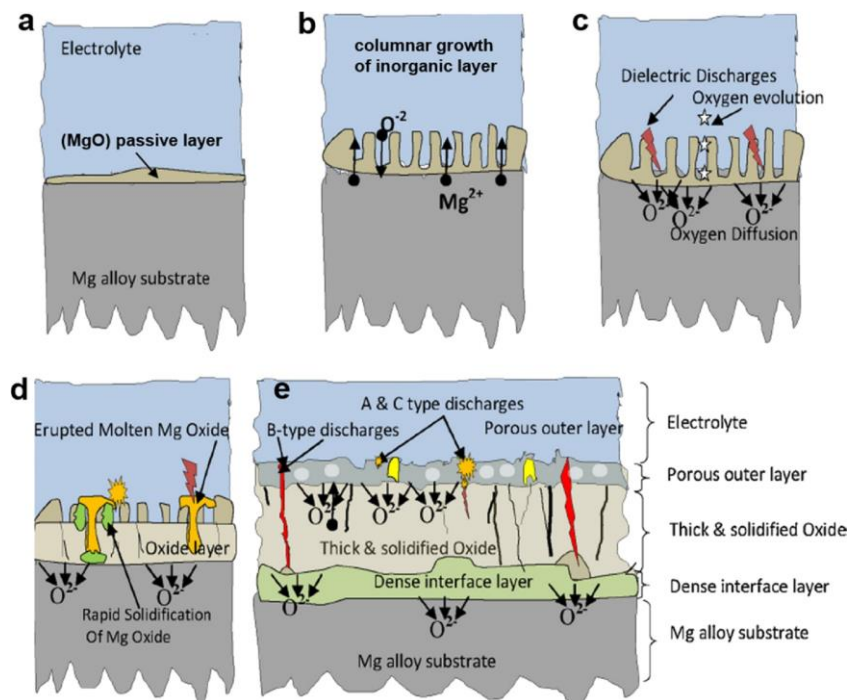 a
Electrolyte
(MgO) passive layer
Mg alloy substrate
b
columnar growth
of inorganic layer
O-2
Mg2+
c
Dielectric Discharges
Oxygen evolution
O2- O2- O2-
Oxygen Diffusion
d
Erupted Molten Mg Oxide
Oxide layer
O2- O2-
Rapid Solidification
Of Mg Oxide
e
A & C type discharges
B-type discharges
Porous outer layer
O2- O2- O2-
Thick & solidified Oxide
Dense interface layer
O2- O2- O2-
Mg alloy substrate
Electrolyte
Porous outer layer
Thick & solidified Oxide
Dense interface layer
Mg alloy substrate